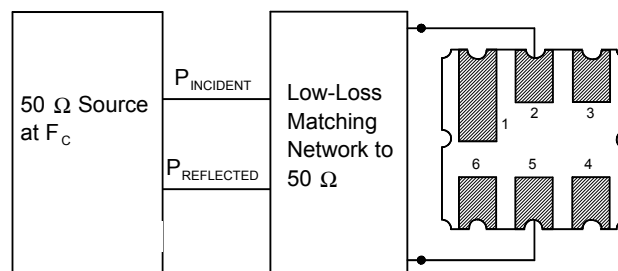 50 Ω Source
at F_C
P_INCIDENT
P_REFLECTED
Low-Loss
Matching
Network to
50 Ω
1
2
3
6
5
4